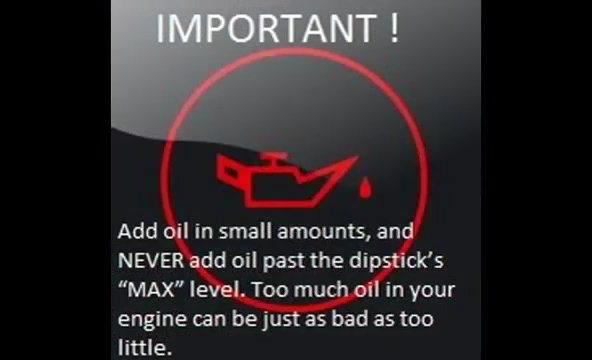 IMPORTANT !
Add oil in small amounts, and
NEVER add oil past the dipstick's
“MAX” level. Too much oil in your
engine can be just as bad as too
little.